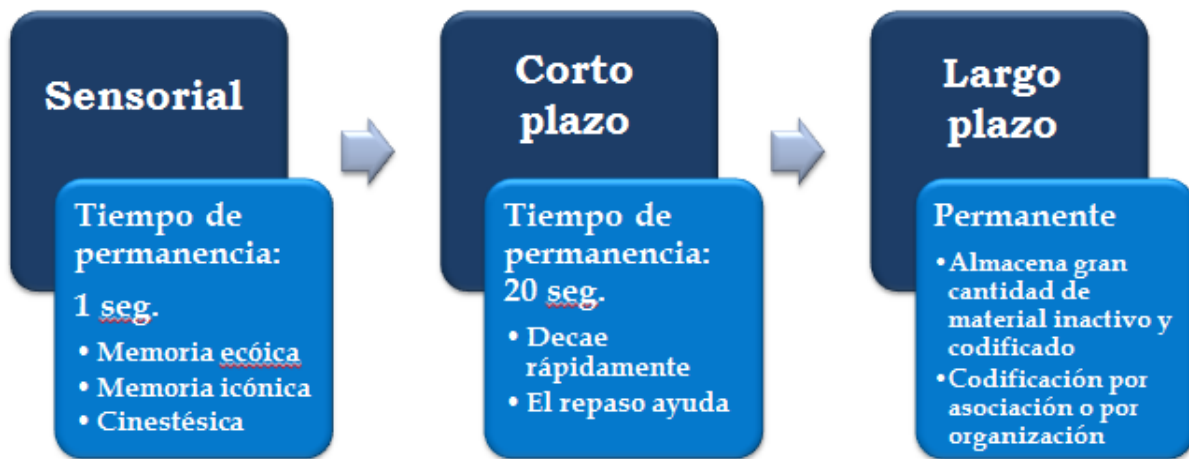 Sensorial
Tiempo de
permanencia:
1 seg.
• Memoria ecóica
• Memoria icónica
• Cinestésica
Corto
plazo
Tiempo de
permanencia:
20 seg.
• Decae
rápidamente
• El repaso ayuda
Largo
plazo
Permanente
• Almacena gran
cantidad de
material inactivo y
codificado
• Codificación por
asociación o por
organización